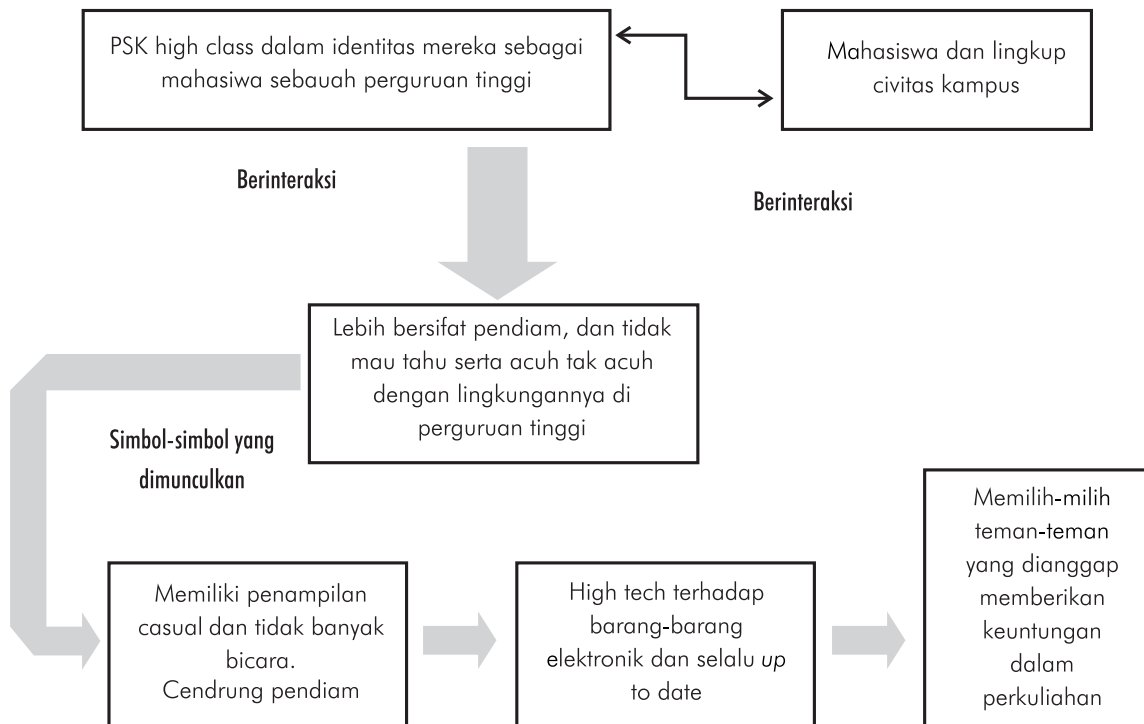 PSK high class dalam identitas mereka sebagai
mahasiwa sebauah perguruan tinggi
Mahasiswa dan lingkup
civitas kampus
Berinteraksi
Berinteraksi
Lebih bersifat pendiam, dan tidak
mau tahu serta acuh tak acuh
dengan lingkungannya di
perguruan tinggi
Simbol-simbol yang
dimunculkan
Memiliki penampilan
casual dan tidak banyak
bicara.
Cendrung pendiam
High tech terhadap
barang-barang
elektronik dan selalu up
to date
Memilih-milih
teman-teman
yang dianggap
memberikan
keuntungan
dalam
perkuliahan